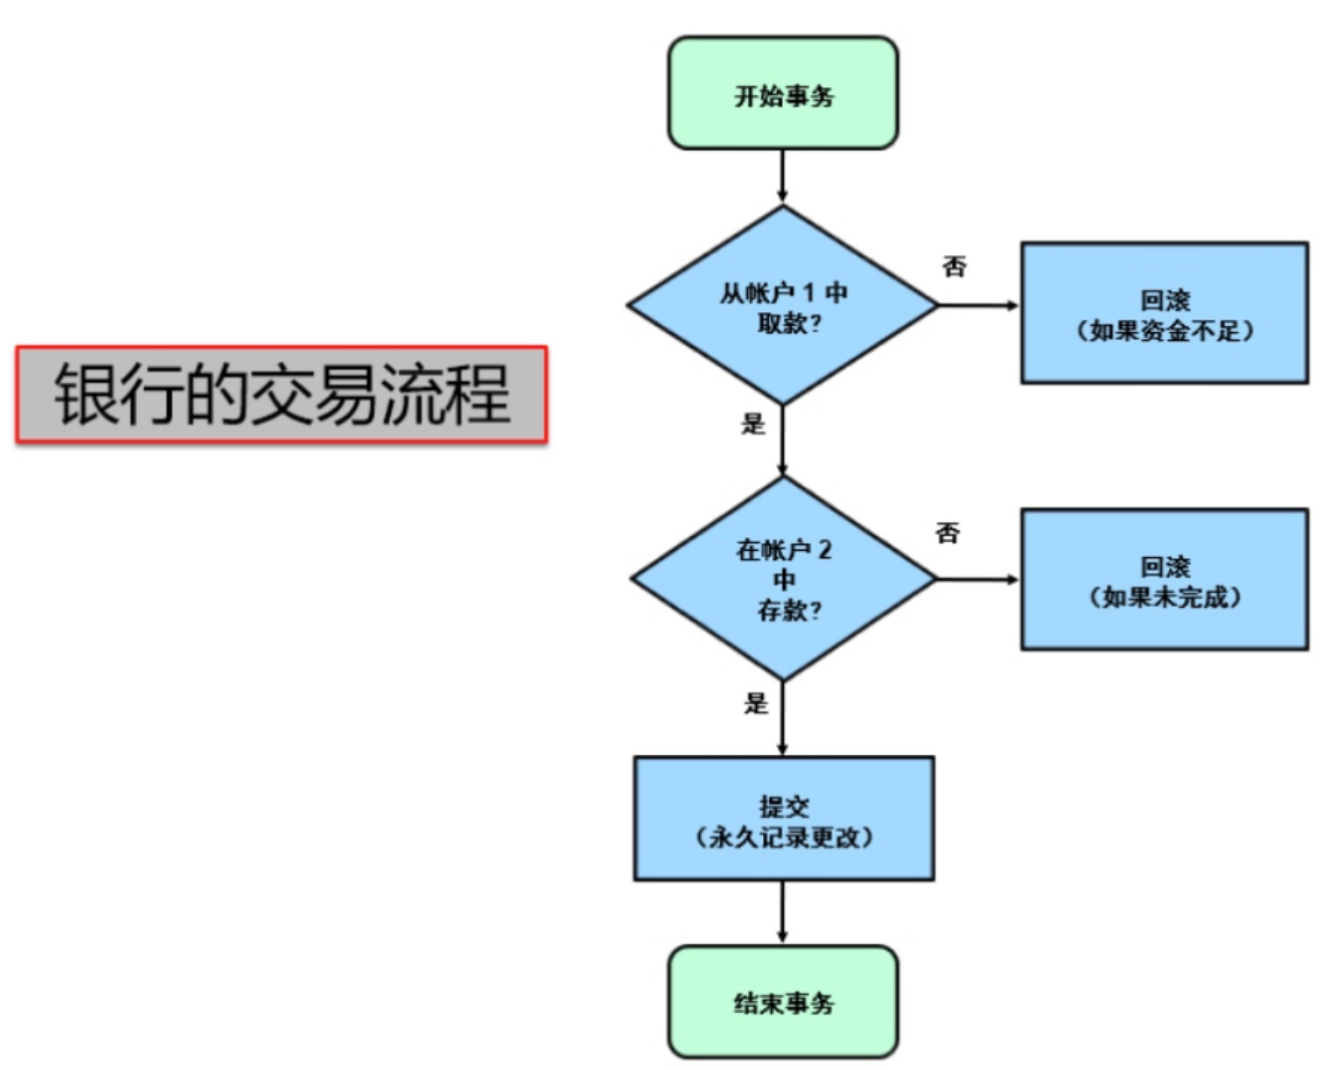 开始事务
从帐户 1 中
取款?
否
回滚
（如果资金不足）
银行的交易流程
是
在帐户 2
中
存款?
否
回滚
（如果未完成）
是
提交
（永久记录更改）
结束事务